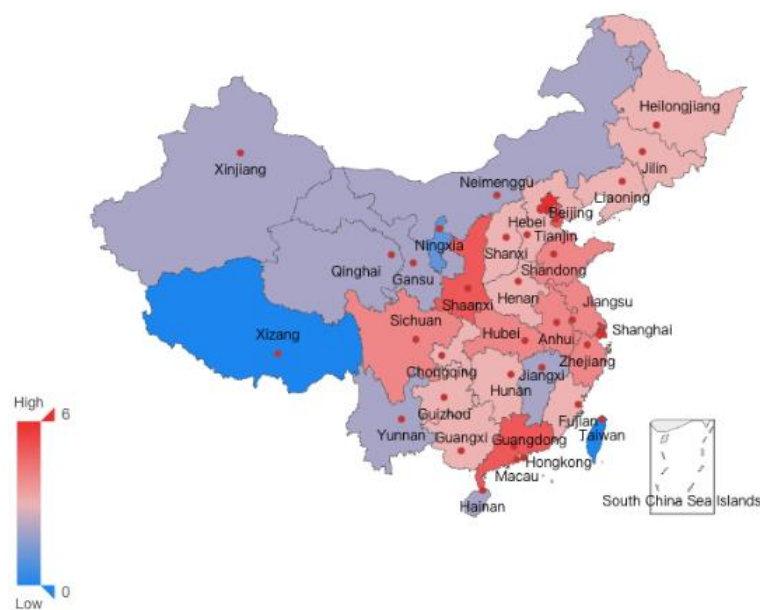 Heilongjiang
Jilin
Xinjiang
Neimenggu
Liaoning
Hebei
Beijing
Ningxia
Tianjin
Shanxi
Qinghai
Gansu
Shandong
Shaanxi
Henan
Jiangsu
Xizang
Sichuan
Hubei
Anhui
Shanghai
Chongqing
Zhejiang
Hunan
Jiangxi
High
6
Guizhou
Yunnan
Fujian
Taiwan
Guangxi
Guangdong
Hongkong
Macau
Hainan
South China Sea Islands
0
Low